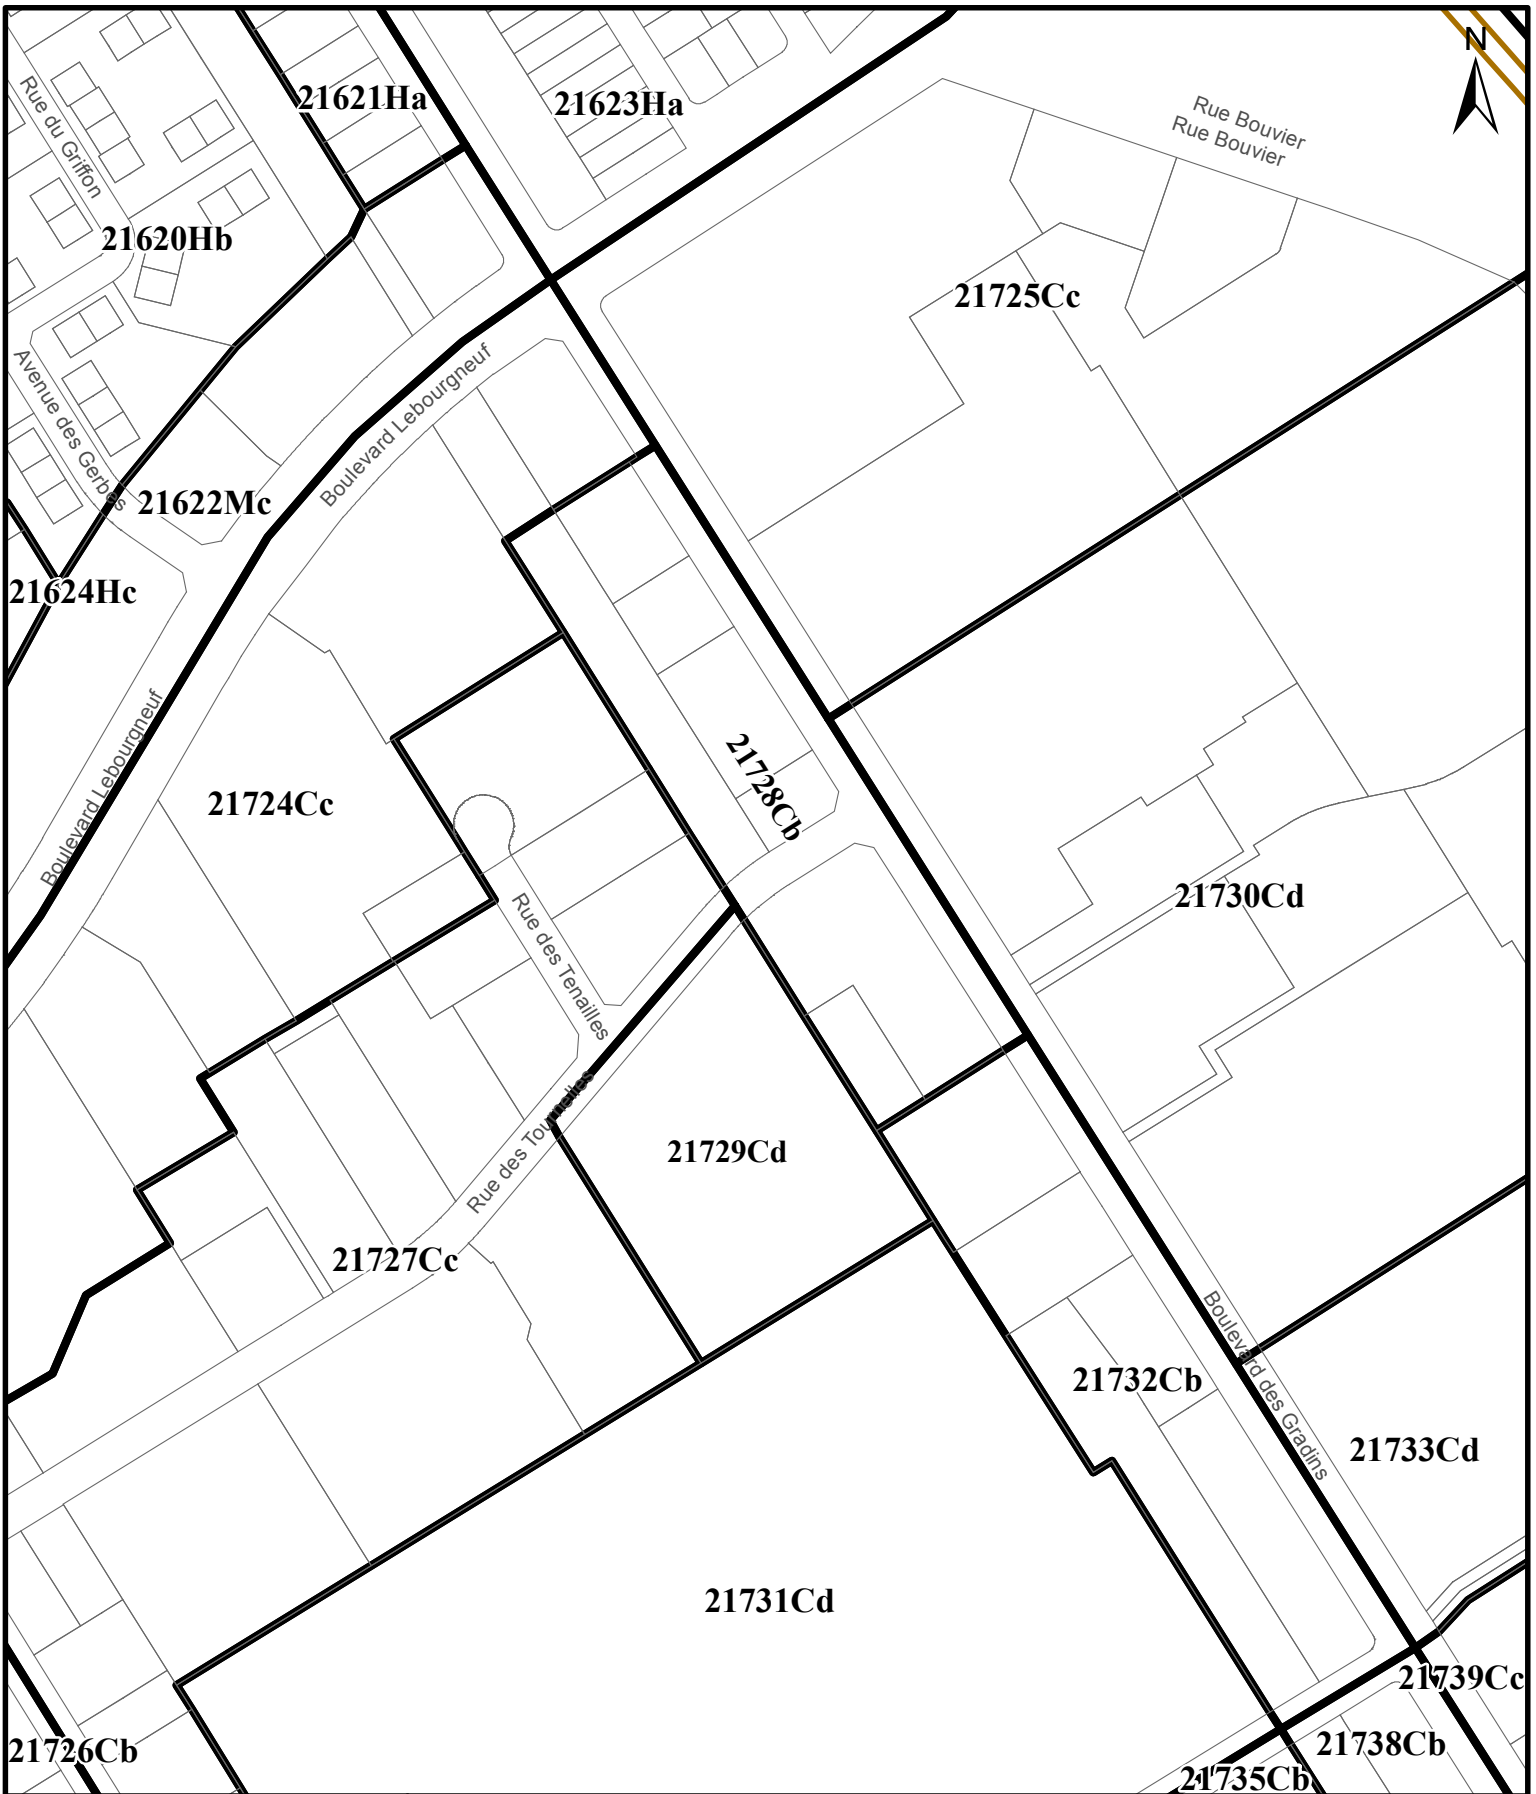 N
21621Ha
21623Ha
Rue du Griffon
Rue Bouvier
Rue Bouvier
21620Hb
21725Cc
Avenue des Gerbes
Boulevard Lebourgneuf
21622Mc
21624Hc
Boulevard Lebourgneuf
21724Cc
21728Cb
21730Cd
Rue des Tenailles
Rue des Tournelles
21729Cd
21727Cc
21732Cb
Boulevard des Gradins
21733Cd
21731Cd
21739Cc
21726Cb
21738Cb
21735Cb